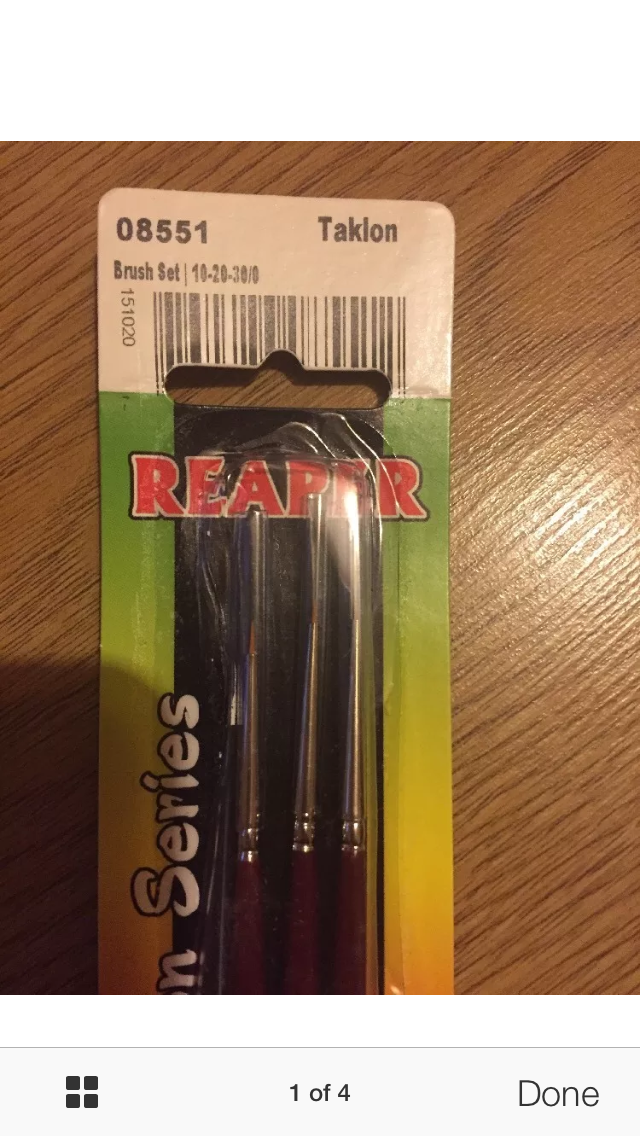 08551 Taklon
Brush Set | 10-20-30/0
151020
REAPER
n Series
1 of 4
Done